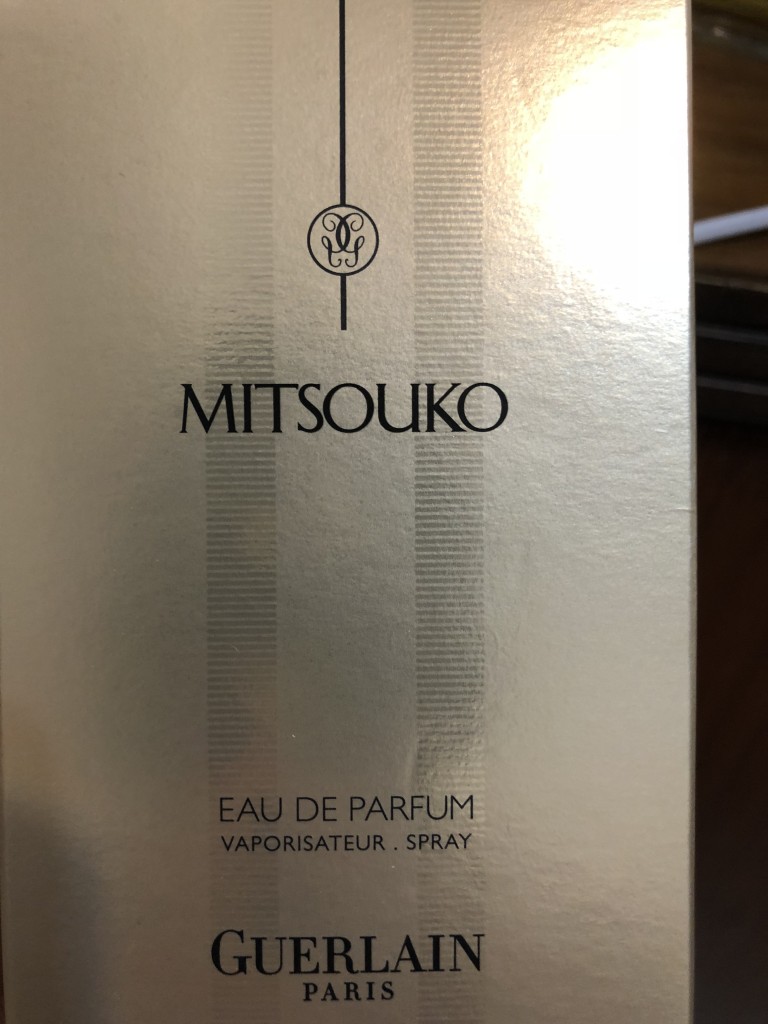 MITSOUKO
EAU DE PARFUM
VAPORISATEUR . SPRAY
GUERLAIN
PARIS